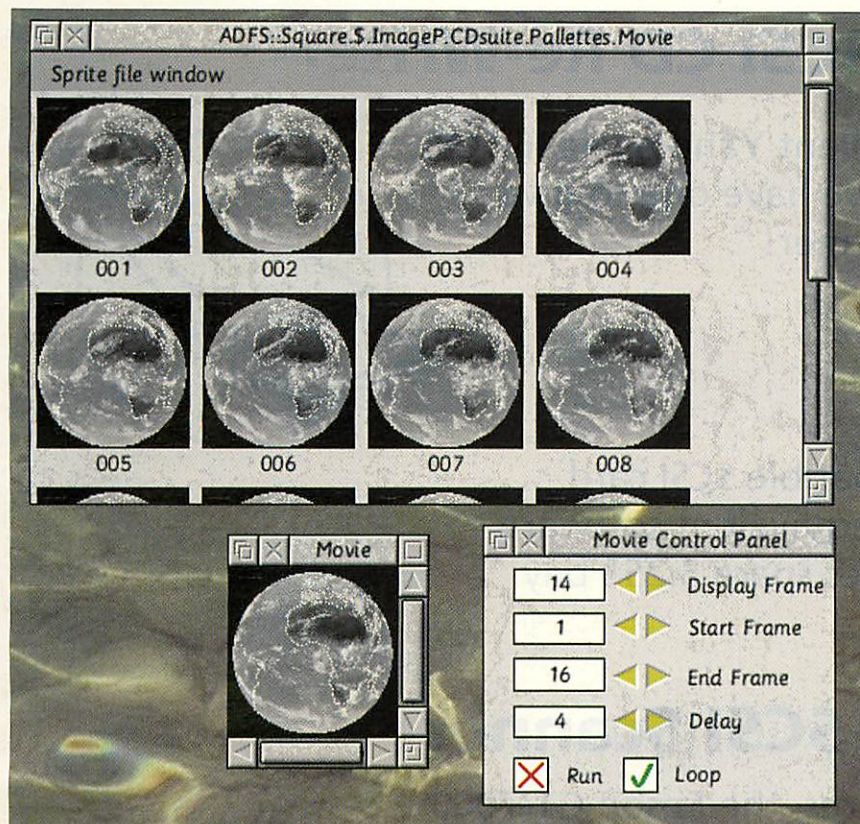 ADFS::Square.$.ImageP.CDsuite.Pallettes.Movie
Sprite file window
001 002 003 004
005 006 007 008
Movie
Movie Control Panel
14 Display Frame
1 Start Frame
16 End Frame
4 Delay
Run Loop